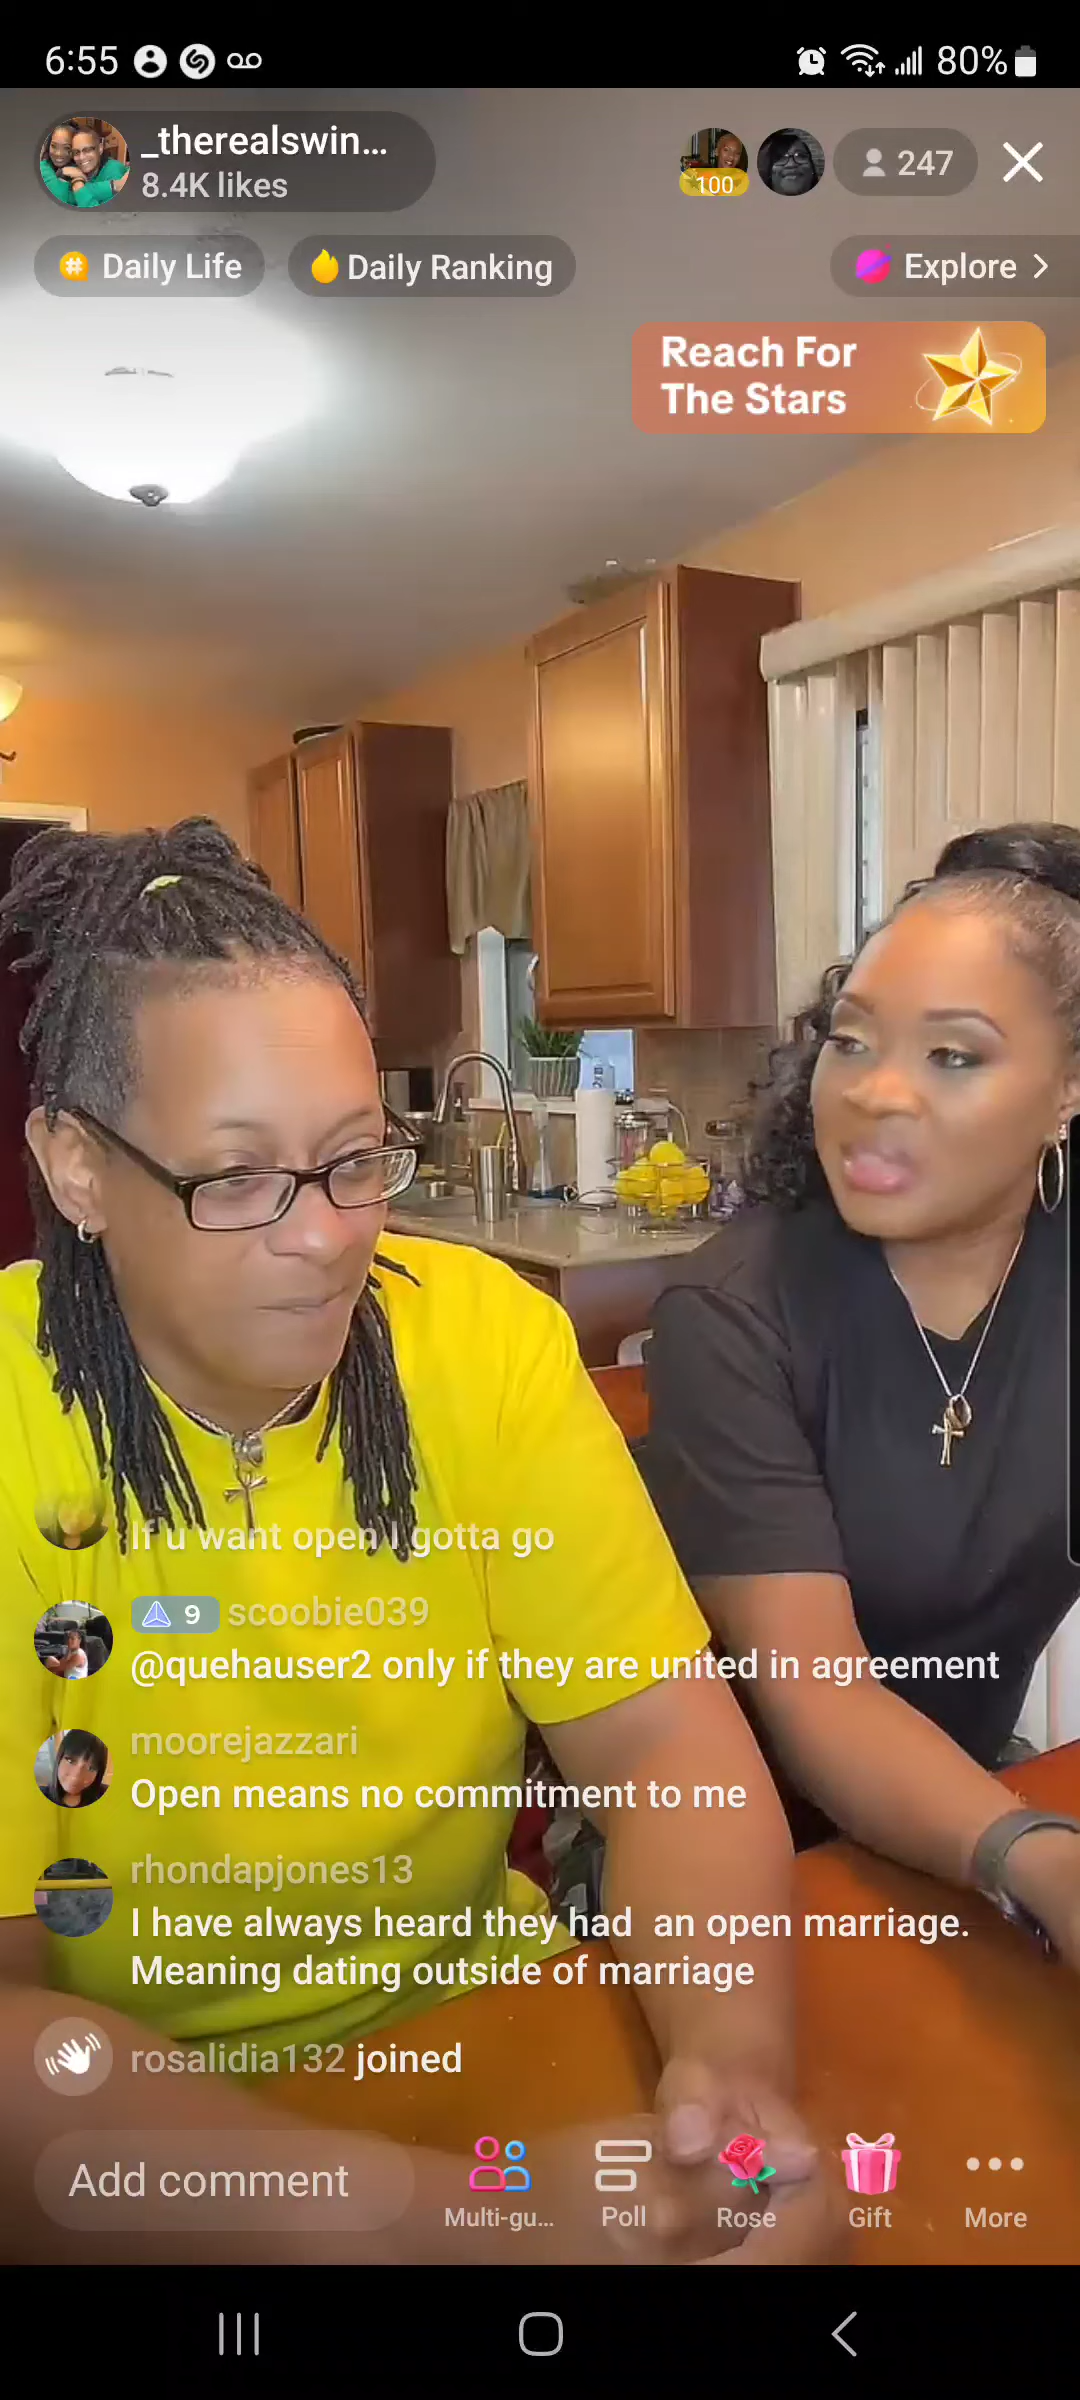 6:55
80%
_therealswin...
8.4K likes
100
247
Daily Life
Daily Ranking
Explore
Reach For
The Stars
If u want open I gotta go
9 scoobie039
@quehauser2 only if they are united in agreement
moorejazzari
Open means no commitment to me
rhondapjones13
I have always heard they had an open marriage.
Meaning dating outside of marriage
rosalidia132 joined
Add comment
Multi-gu...
Poll
Rose
Gift
More